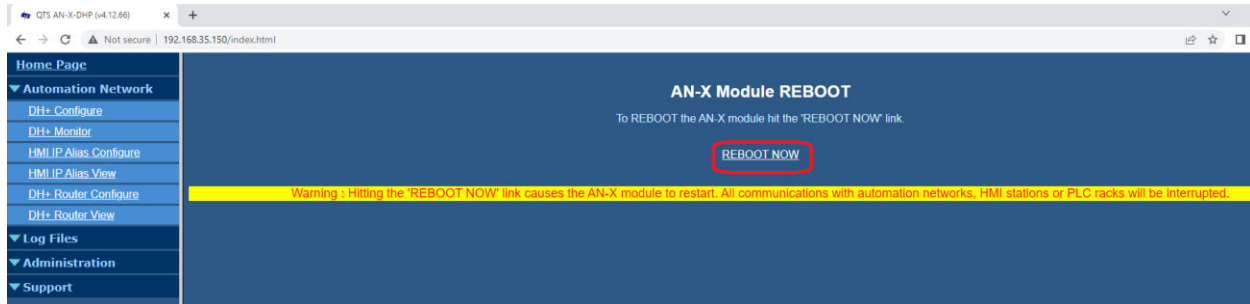 QTS AN-X-DHP (v4.12.66)
Not secure | 192.168.35.150/index.html
Home Page
Automation Network
DH+ Configure
DH+ Monitor
HMI IP Alias Configure
HMI IP Alias View
DH+ Router Configure
DH+ Router View
Log Files
Administration
Support
AN-X Module REBOOT
To REBOOT the AN-X module hit the 'REBOOT NOW' link.
REBOOT NOW
Warning : Hitting the 'REBOOT NOW' link causes the AN-X module to restart. All communications with automation networks, HMI stations or PLC racks will be interrupted.